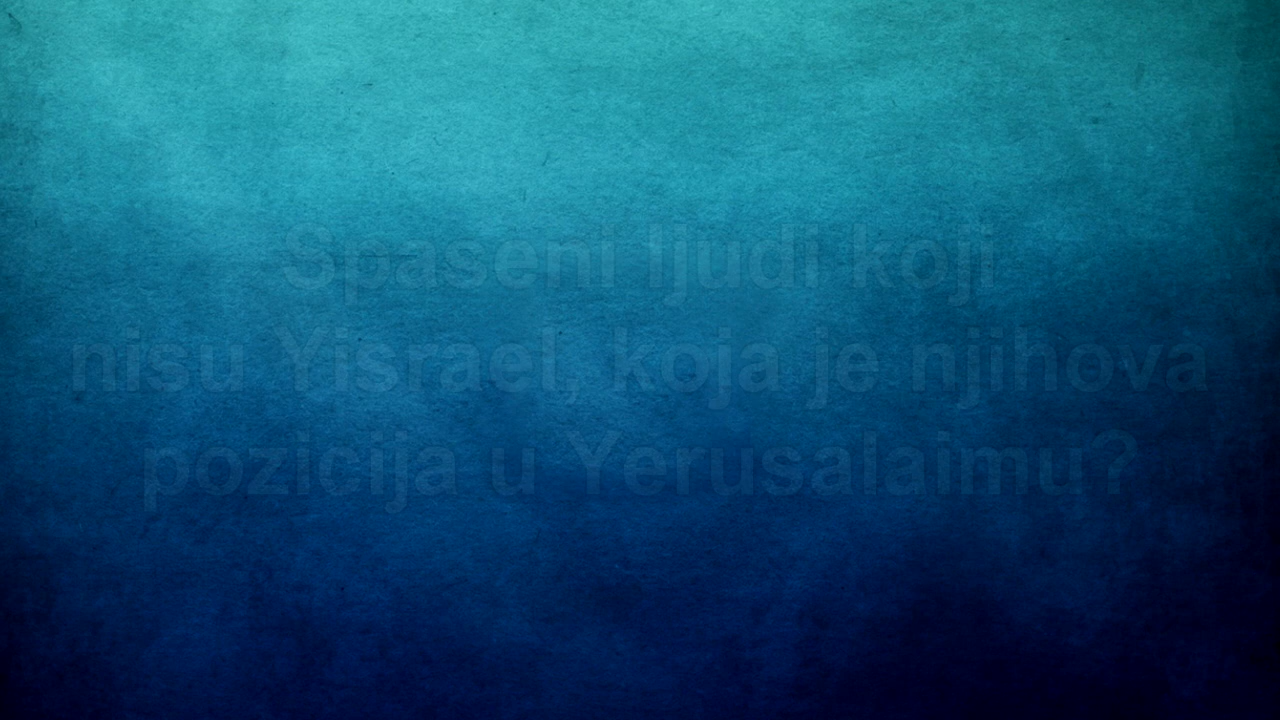 Spaseni ljudi koji
nisu Yisrael, koja je njihova
pozicija u Yerusalaimu?